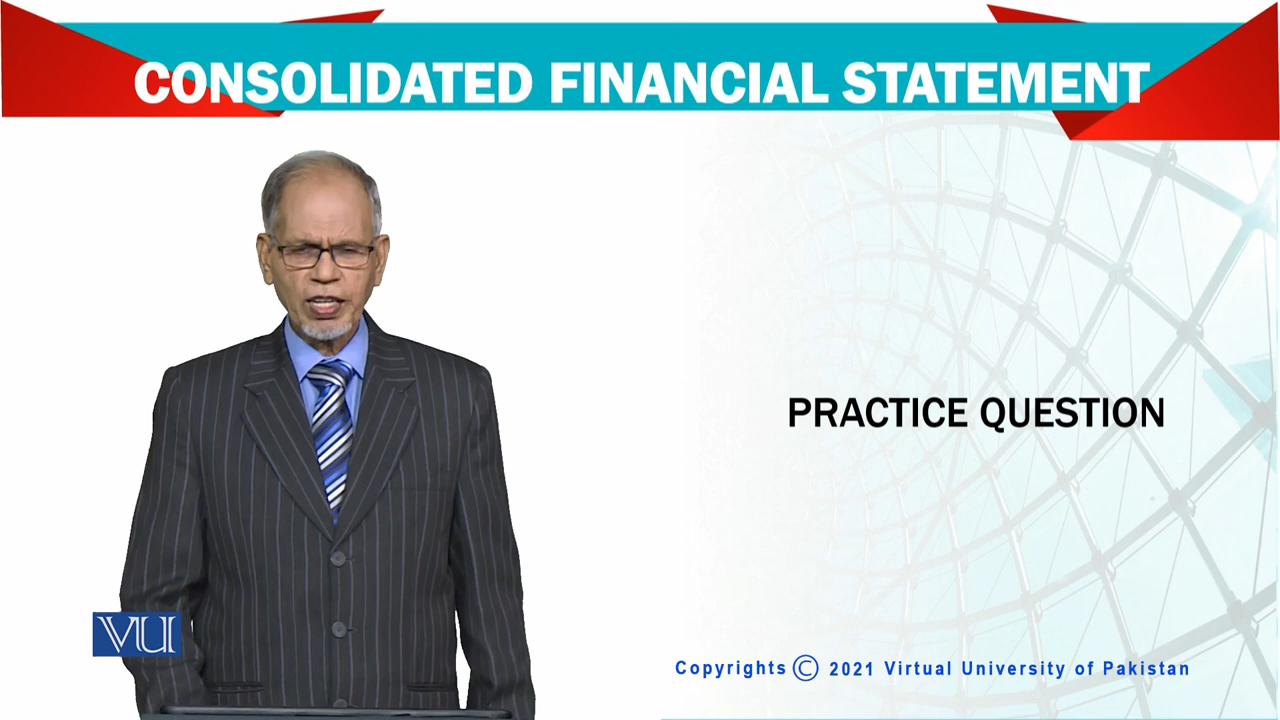 CONSOLIDATED FINANCIAL STATEMENT
PRACTICE QUESTION
VU
Copyrights © 2021 Virtual University of Pakistan